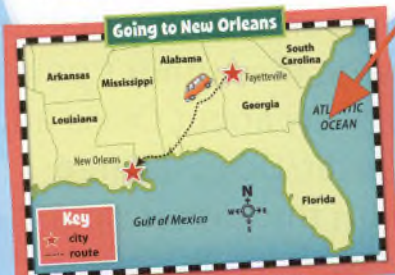 Going to New Orleans
Arkansas
Mississippi
Alabama
South
Carolina
Fayetteville
Georgia
ATLANTIC
OCEAN
Louisiana
New Orleans
Florida
Gulf of Mexico
N
W
E
S
Key
city
route